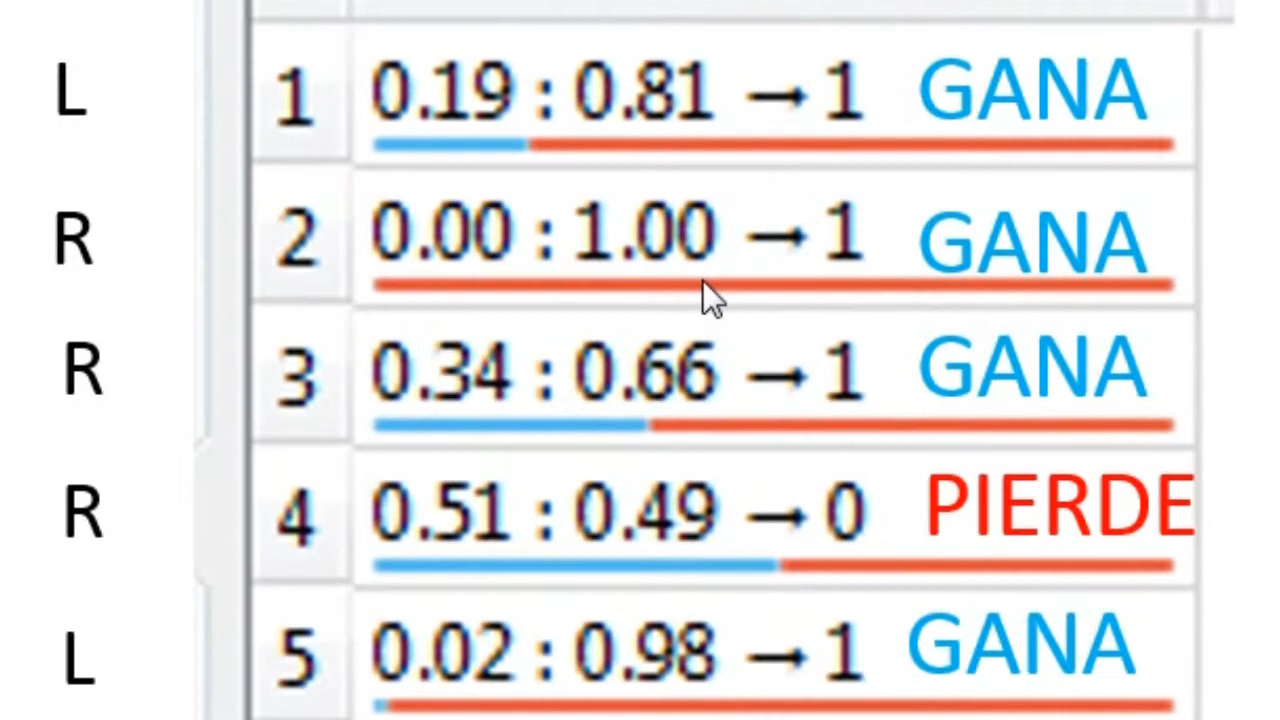 L 1 0.19 : 0.81 → 1 GANA
R 2 0.00 : 1.00 → 1 GANA
R 3 0.34 : 0.66 → 1 GANA
R 4 0.51 : 0.49 → 0 PIERDE
L 5 0.02 : 0.98 → 1 GANA